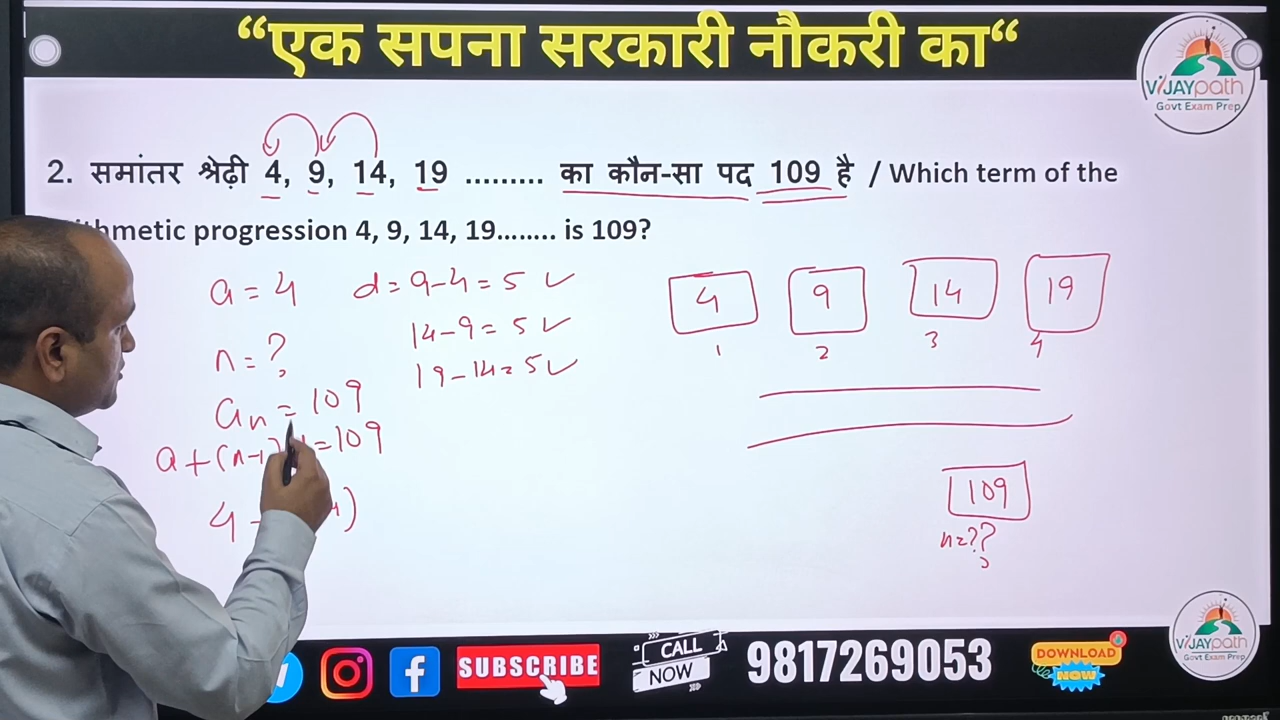 “एक सपना सरकारी नौकरी का“
VIJAYpath
Govt Exam Prep
2. समांतर श्रेढ़ी 4, 9, 14, 19 ......... का कौन-सा पद 109 है / Which term of the
progression 4, 9, 14, 19........ is 109?
a = 4 d = 9-4 = 5 ✓
14-9 = 5 ✓
19-14 = 5 ✓
n = ?
an = 109
a+(n-1) =109
4
4 9 14 19
1 2 3 4
109
n=??
SUBSCRIBE
CALL
NOW
9817269053
DOWNLOAD
NOW
VIJAYpath
Govt Exam Prep